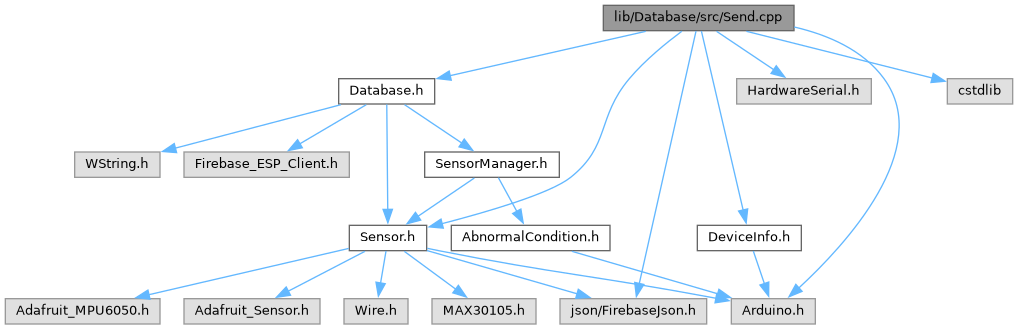 lib/Database/src/Send.cpp
Database.h
HardwareSerial.h
cstdlib
WString.h
Firebase_ESP_Client.h
SensorManager.h
Sensor.h
AbnormalCondition.h
DeviceInfo.h
Adafruit_MPU6050.h
Adafruit_Sensor.h
Wire.h
MAX30105.h
json/FirebaseJson.h
Arduino.h